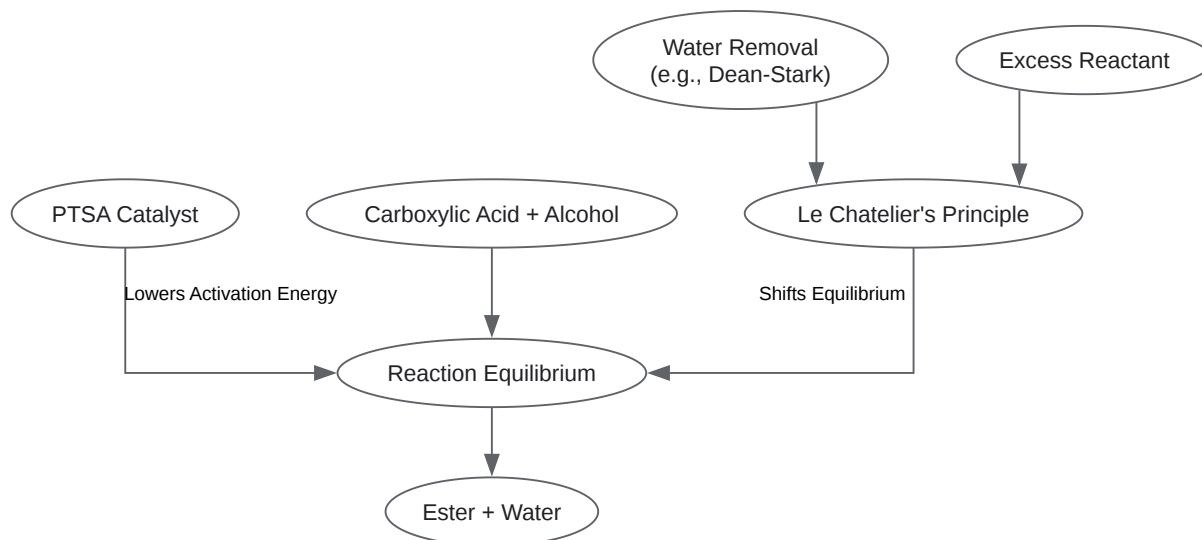 Water Removal
(e.g., Dean-Stark)
Excess Reactant
PTSA Catalyst
Carboxylic Acid + Alcohol
Le Chatelier's Principle
Lowers Activation Energy
Shifts Equilibrium
Reaction Equilibrium
Ester + Water